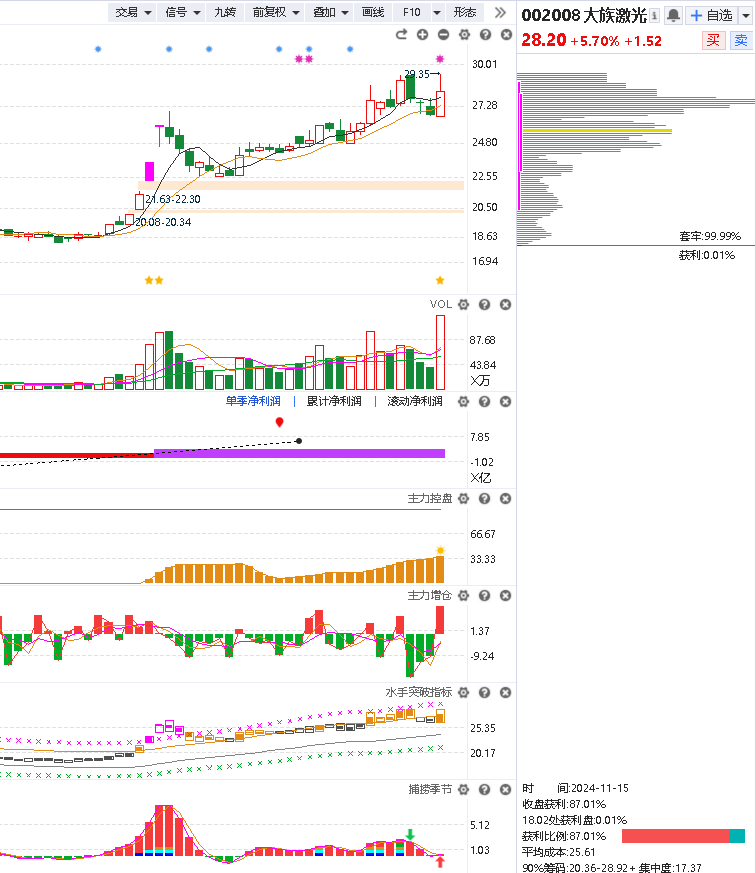 交易 信号 九转 前复权 叠加 画线 F10 形态
002008 大族激光 自选
28.20 +5.70% +1.52 买 卖
29.35 30.01
27.28
24.80
22.55
21.63-22.30
20.50
20.08-20.34
18.63
16.94
套牢:99.99%
获利:0.01%
VOL
87.68
43.84
X万
单季净利润 | 累计净利润 | 滚动净利润
7.85
-1.02
X亿
主力控盘
66.67
33.33
主力增仓
1.37
-9.24
水手突破指标
25.35
20.17
捕捞季节
5.12
1.03
时 间:2024-11-15
收盘获利:87.01%
18.02处获利盘:0.01%
获利比例:87.01%
平均成本:25.61
90%筹码:20.36-28.92+ 集中度:17.37